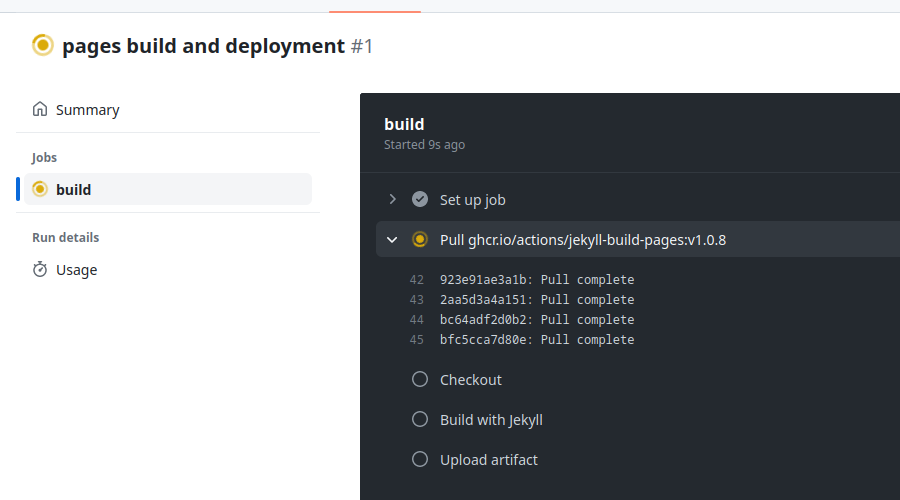 pages build and deployment #1
Summary
Jobs
build
Run details
Usage
build
Started 9s ago
Set up job
Pull ghcr.io/actions/jekyll-build-pages:v1.0.8
42 923e91ae3a1b: Pull complete
43 2aa5d3a4a151: Pull complete
44 bc64adf2d0b2: Pull complete
45 bfc5cca7d80e: Pull complete
Checkout
Build with Jekyll
Upload artifact